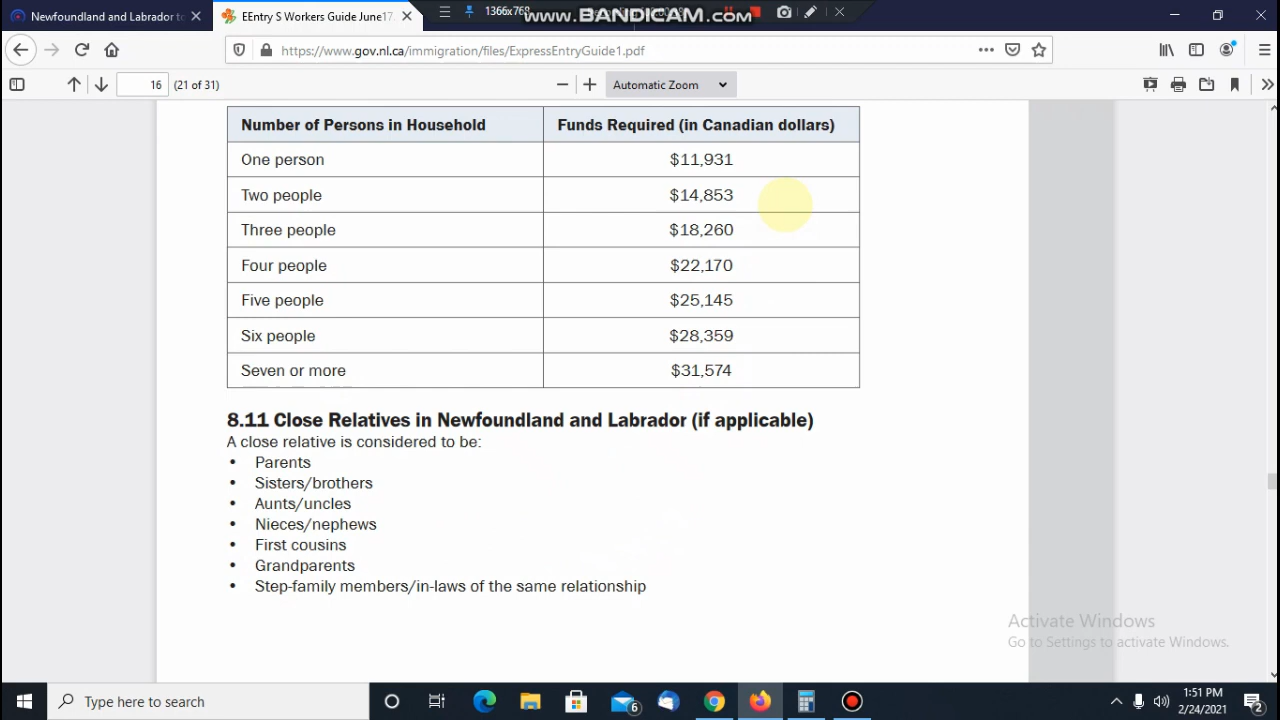 Newfoundland and Labrador to
EEntry S Workers Guide June17
1366x768
www.BANDICAM.com
https://www.gov.nl.ca/immigration/files/ExpressEntryGuide1.pdf
16 (21 of 31)
Automatic Zoom
Number of Persons in Household Funds Required (in Canadian dollars)
One person $11,931
Two people $14,853
Three people $18,260
Four people $22,170
Five people $25,145
Six people $28,359
Seven or more $31,574
8.11 Close Relatives in Newfoundland and Labrador (if applicable)
A close relative is considered to be:
• Parents
• Sisters/brothers
• Aunts/uncles
• Nieces/nephews
• First cousins
• Grandparents
• Step-family members/in-laws of the same relationship
Activate Windows
Go to Settings to activate Windows.
Type here to search
6
1:51 PM
2/24/2021
2